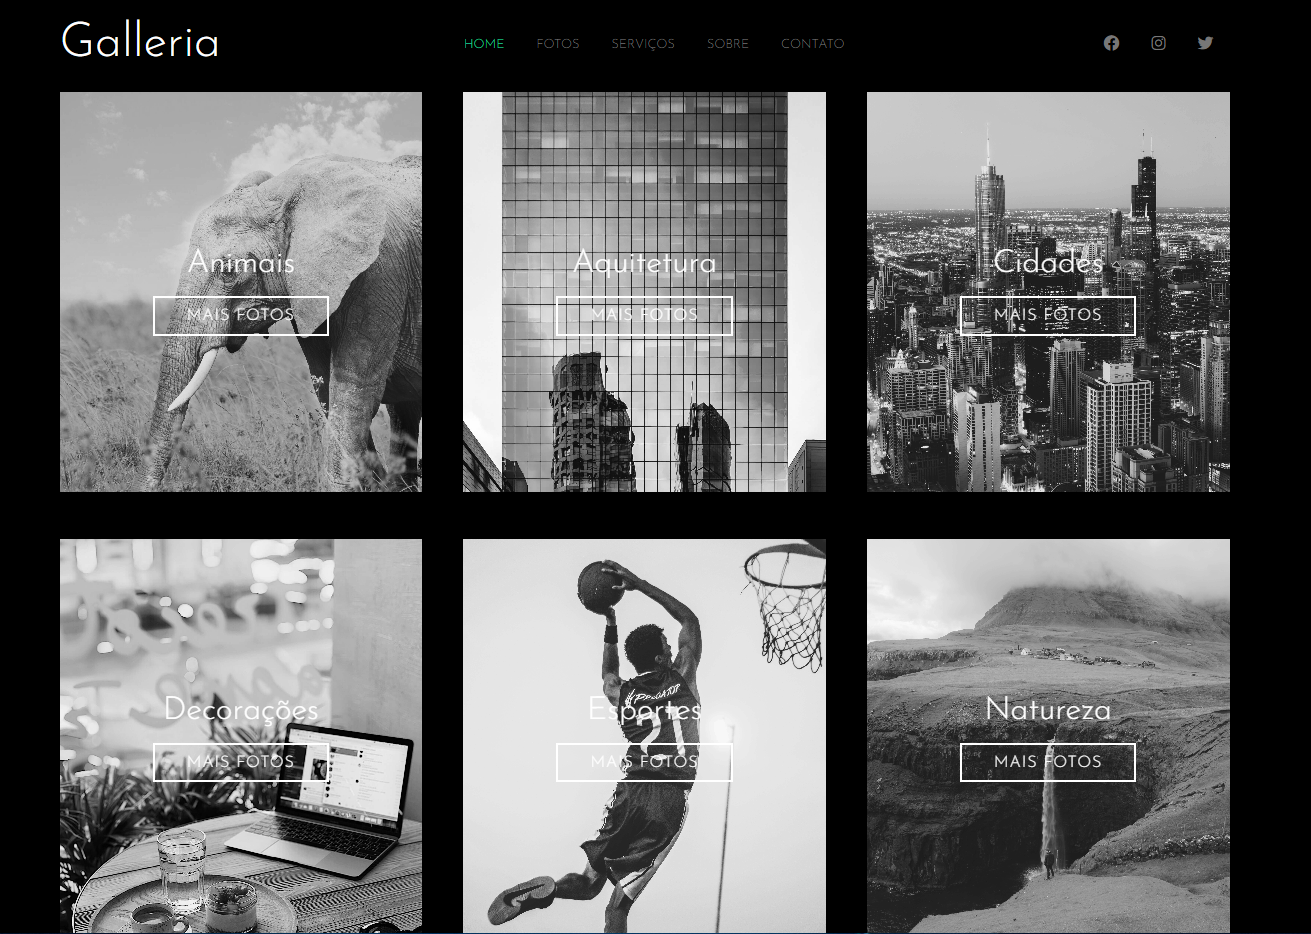 Galleria
HOME FOTOS SERVIÇOS SOBRE CONTATO
Animais
MAIS FOTOS
Aquitetura
MAIS FOTOS
Cidades
MAIS FOTOS
Decorações
MAIS FOTOS
Esportes
MAIS FOTOS
21
Natureza
MAIS FOTOS